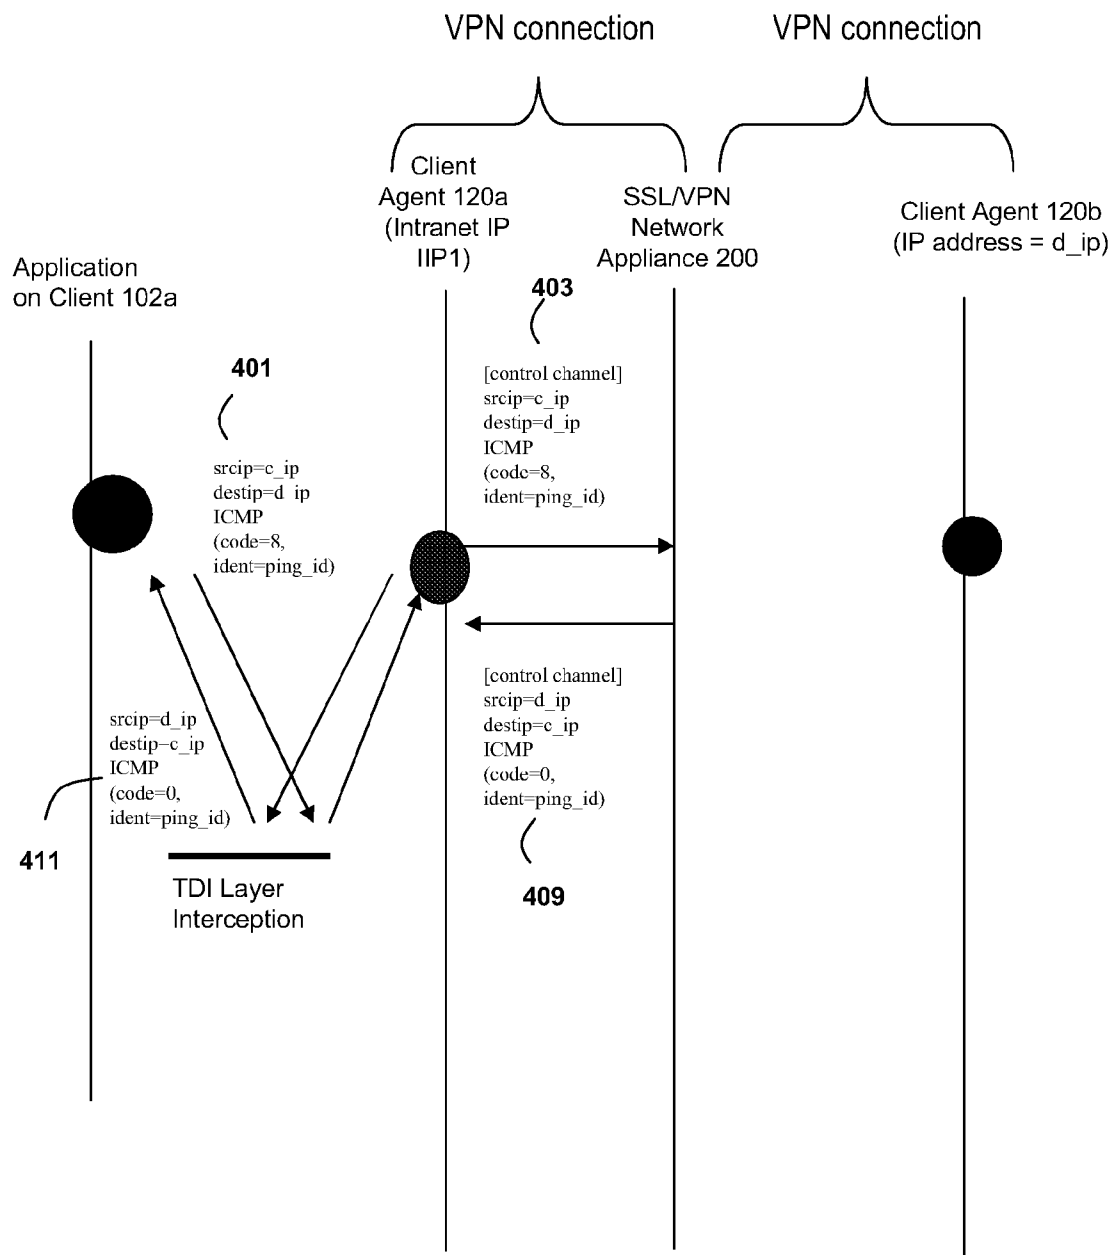 VPN connection
VPN connection
Client
Agent 120a
(Intranet IP
IIP1)
SSL/VPN
Network
Appliance 200
Client Agent 120b
(IP address = d_ip)
Application
on Client 102a
403
401
[control channel]
srcip=c_ip
destip=d_ip
ICMP
(code=8,
ident=ping_id)
srcip=c_ip
destip=d_ip
ICMP
(code=8,
ident=ping_id)
[control channel]
srcip=d_ip
destip=c_ip
ICMP
(code=0,
ident=ping_id)
srcip=d_ip
destip=c_ip
ICMP
(code=0,
ident=ping_id)
411
409
TDI Layer
Interception